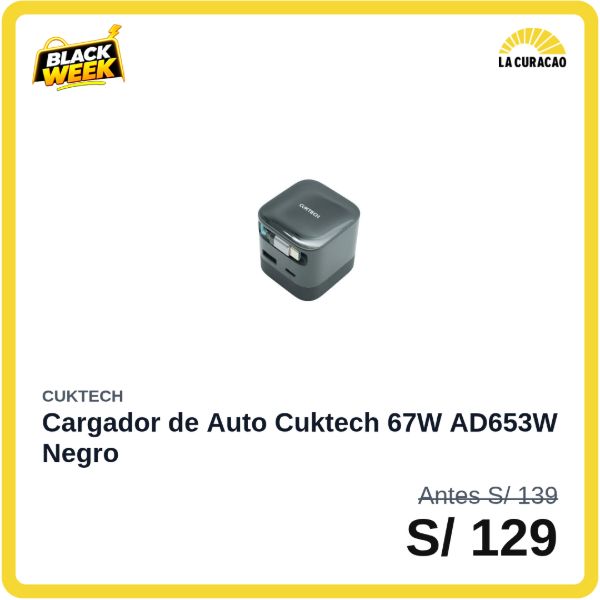 BLACK
WEEK
LA CURACAO
CUKTECH
CUKTECH
Cargador de Auto Cuktech 67W AD653W
Negro
Antes S/ 139
S/ 129